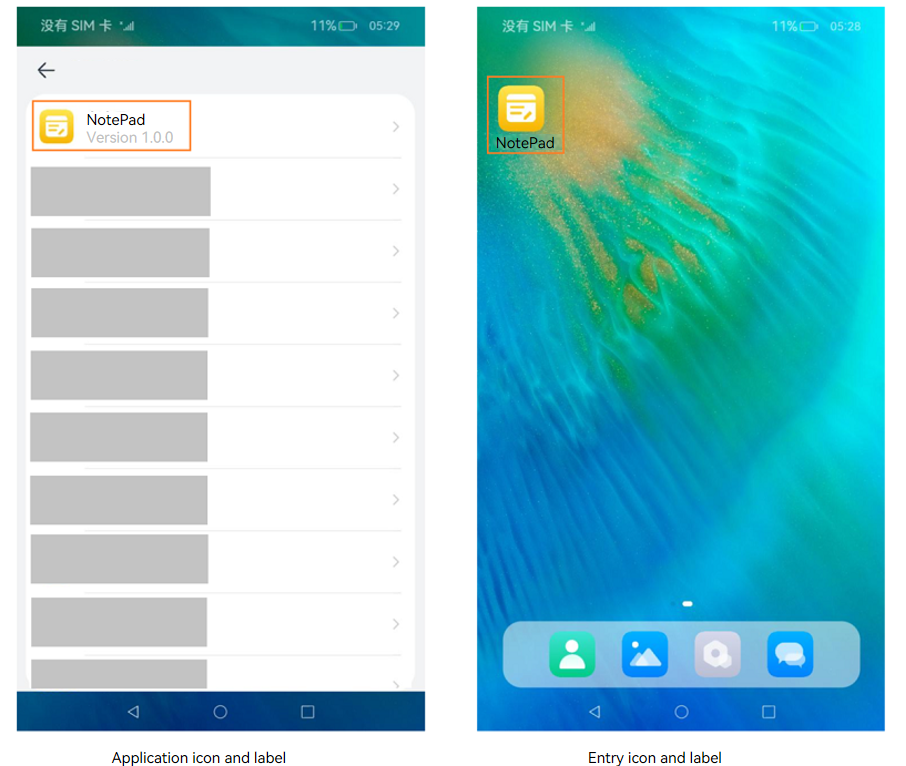 没有 SIM 卡
11%
05:29
NotePad
Version 1.0.0
Application icon and label
没有 SIM 卡
11%
05:28
NotePad
Entry icon and label